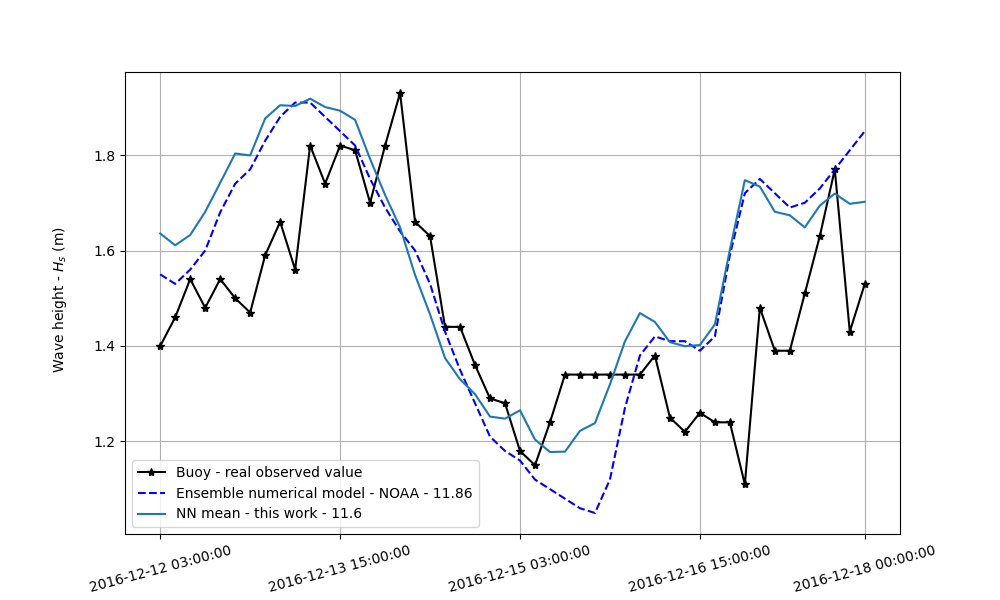 1.8
1.6
1.4
1.2
Wave height - Hs (m)
Buoy - real observed value
Ensemble numerical model - NOAA - 11.86
NN mean - this work - 11.6
2016-12-12 03:00:00
2016-12-13 15:00:00
2016-12-15 03:00:00
2016-12-16 15:00:00
2016-12-18 00:00:00